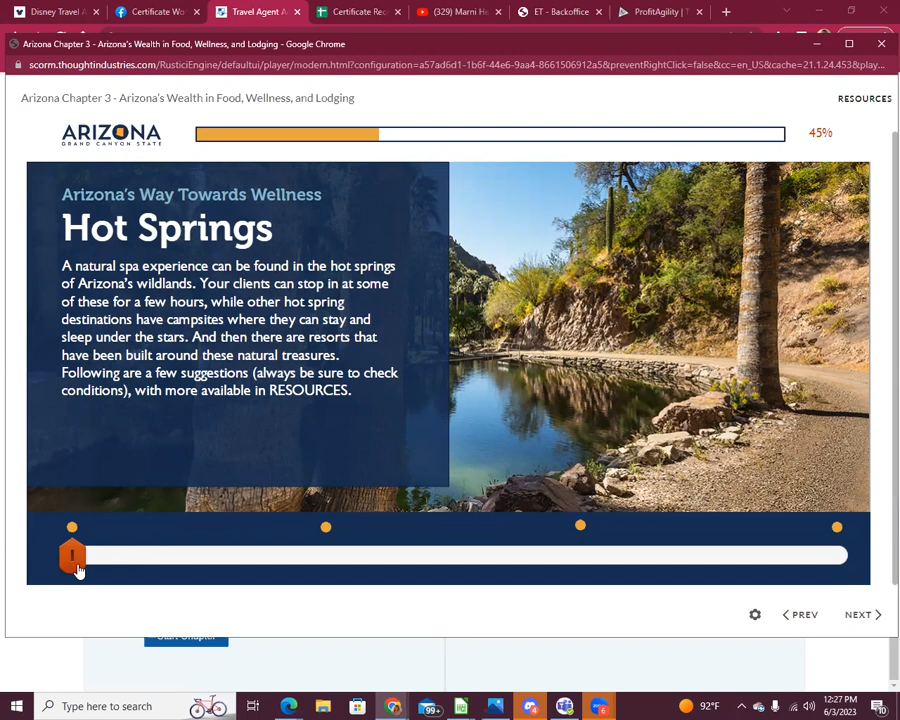 Disney Travel A
Certificate Wo
Travel Agent A
Certificate Rec
(329) Marni He
ET - Backoffice
ProfitAgility | T
Arizona Chapter 3 - Arizona's Wealth in Food, Wellness, and Lodging - Google Chrome
scorm.thoughtindustries.com/RusticiEngine/defaultui/player/modern.html?configuration=a57ad6d1-1b6f-44e6-9aa4-8661506912a5&preventRightClick=false&cc=en_US&cache=21.1.24.453&play...
Arizona Chapter 3 - Arizona's Wealth in Food, Wellness, and Lodging
RESOURCES
ARIZONA
GRAND CANYON STATE
45%
Arizona's Way Towards Wellness
Hot Springs
A natural spa experience can be found in the hot springs
of Arizona's wildlands. Your clients can stop in at some
of these for a few hours, while other hot spring
destinations have campsites where they can stay and
sleep under the stars. And then there are resorts that
have been built around these natural treasures.
Following are a few suggestions (always be sure to check
conditions), with more available in RESOURCES.
PREV
NEXT
Type here to search
99+
4
6
92°F
12:27 PM
6/3/2023
10